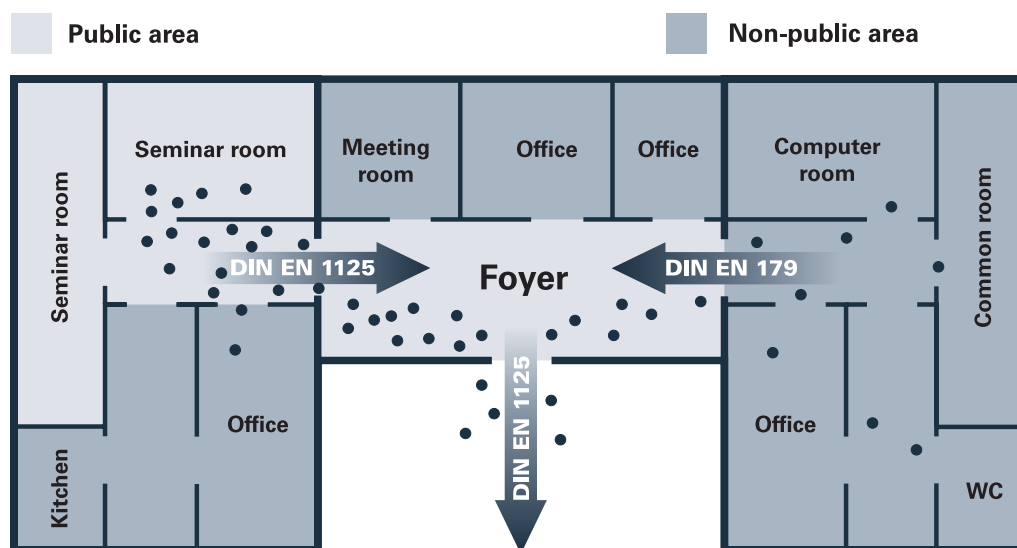 Public area
Non-public area
Seminar room
Seminar room
Meeting
room
Office
Office
Computer
room
Common room
DIN EN 1125
Foyer
DIN EN 179
DIN EN 1125
Office
Office
Kitchen
WC